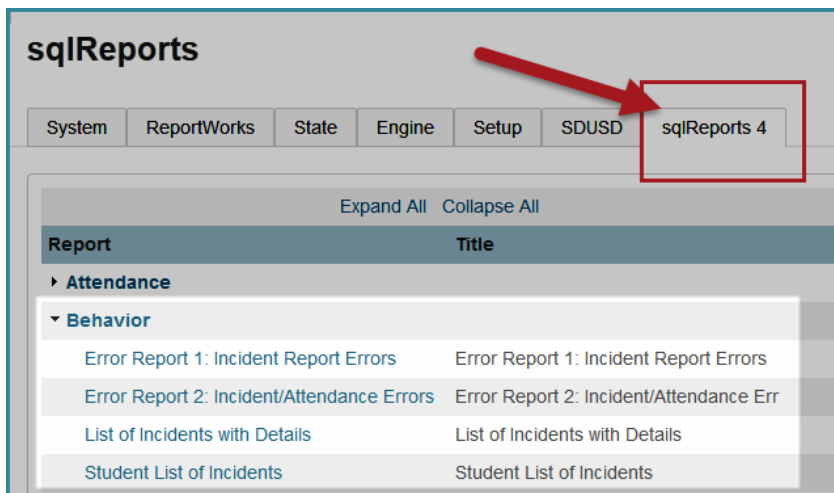 sqlReports
System ReportWorks State Engine Setup SDUSD sqlReports 4
Expand All Collapse All
Report Title
Attendance
Behavior
Error Report 1: Incident Report Errors Error Report 1: Incident Report Errors
Error Report 2: Incident/Attendance Errors Error Report 2: Incident/Attendance Err
List of Incidents with Details List of Incidents with Details
Student List of Incidents Student List of Incidents